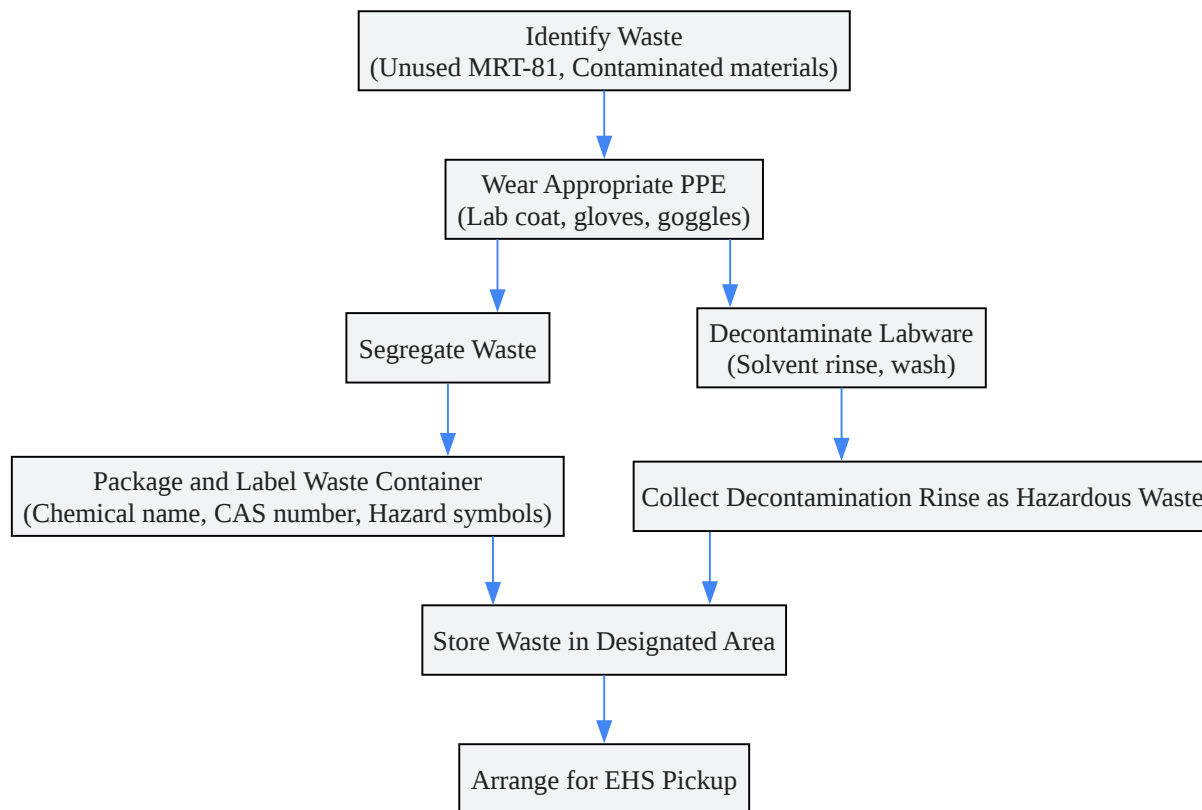 Identify Waste
(Unused MRT-81, Contaminated materials)
Wear Appropriate PPE
(Lab coat, gloves, goggles)
Segregate Waste
Decontaminate Labware
(Solvent rinse, wash)
Package and Label Waste Container
(Chemical name, CAS number, Hazard symbols)
Collect Decontamination Rinse as Hazardous Waste
Store Waste in Designated Area
Arrange for EHS Pickup